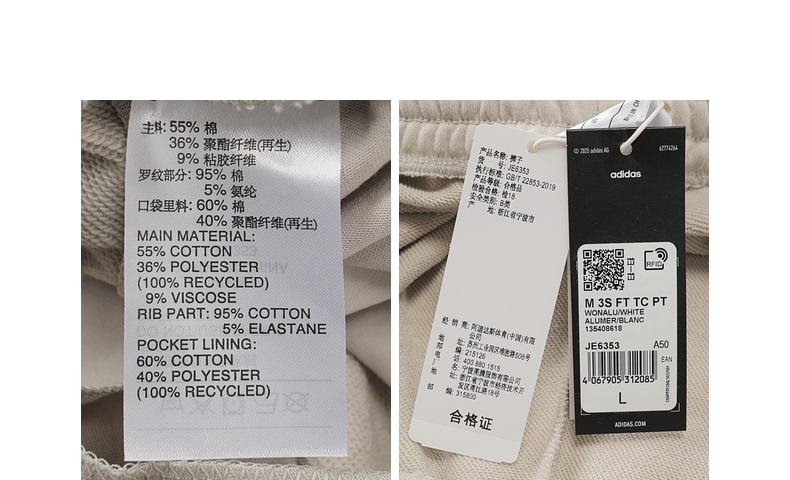 主料: 55% 棉
36% 聚酯纤维(再生)
9% 粘胶纤维
罗纹部分: 95% 棉
5% 氨纶
口袋里料: 60% 棉
40% 聚酯纤维(再生)
MAIN MATERIAL:
55% COTTON
36% POLYESTER
(100% RECYCLED)
9% VISCOSE
RIB PART: 95% COTTON
5% ELASTANE
POCKET LINING:
60% COTTON
40% POLYESTER
(100% RECYCLED)
产品名称: 裤子
货 号: JE6353
执行标准: GB/T 22853-2019
产品等级: 合格品
检验合格: 检18
安全类别: B类
产 地: 浙江省宁波市
经 销 商: 阿迪达斯体育(中国)有限
公司
地 址: 苏州工业园区唯胜路508号
邮 编: 215126
电 话: 400 880 1515
厂 名: 宁波萧腾服饰有限公司
地 址: 浙江省宁波市经济技术开
发区甬江路18号
邮 编: 315800
合格证
© 2025 adidas AG
62774264
adidas
RFID
M 3S FT TC PT
WONALU/WHITE
ALUMER/BLANC
135408618
JE6353 A50
EAN
4 067905 312085
L
ADIDAS.COM